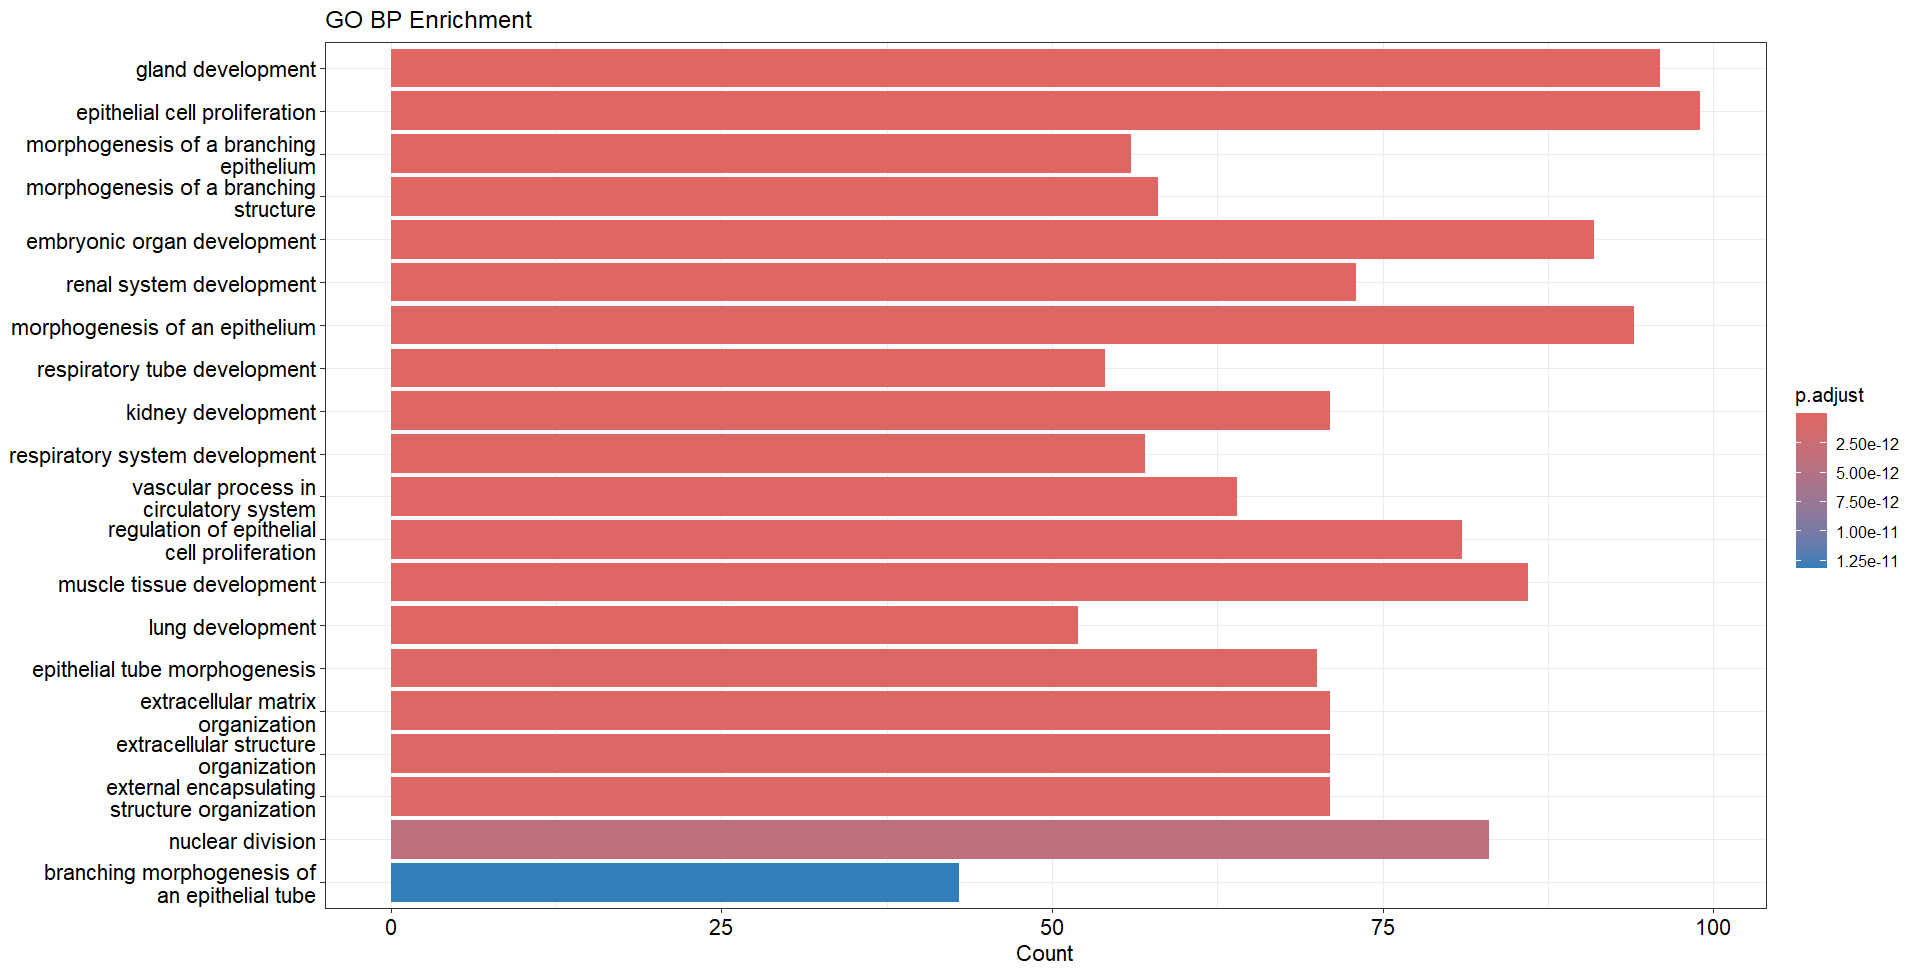 GO BP Enrichment
gland development
epithelial cell proliferation
morphogenesis of a branching
epithelium
morphogenesis of a branching
structure
embryonic organ development
renal system development
morphogenesis of an epithelium
respiratory tube development
kidney development
respiratory system development
vascular process in
circulatory system
regulation of epithelial
cell proliferation
muscle tissue development
lung development
epithelial tube morphogenesis
extracellular matrix
organization
extracellular structure
organization
external encapsulating
structure organization
nuclear division
branching morphogenesis of
an epithelial tube
0 25 50 75 100
Count
p.adjust
2.50e-12
5.00e-12
7.50e-12
1.00e-11
1.25e-11